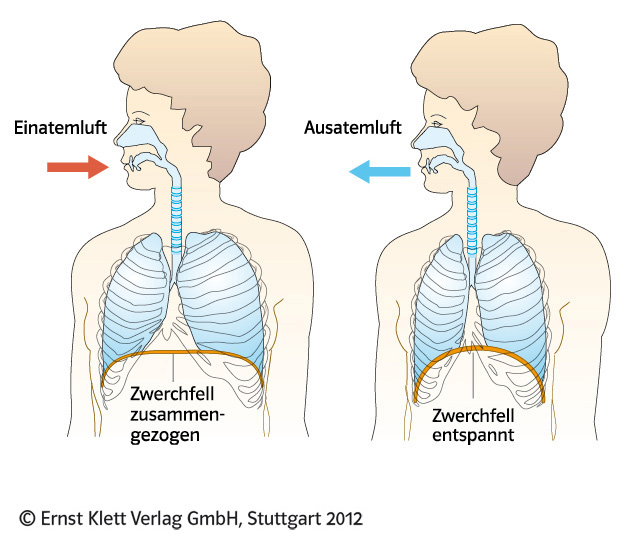 Einatemluft
Ausatemluft
Zwerchfell
zusammen-
gezogen
Zwerchfell
entspannt
© Ernst Klett Verlag GmbH, Stuttgart 2012